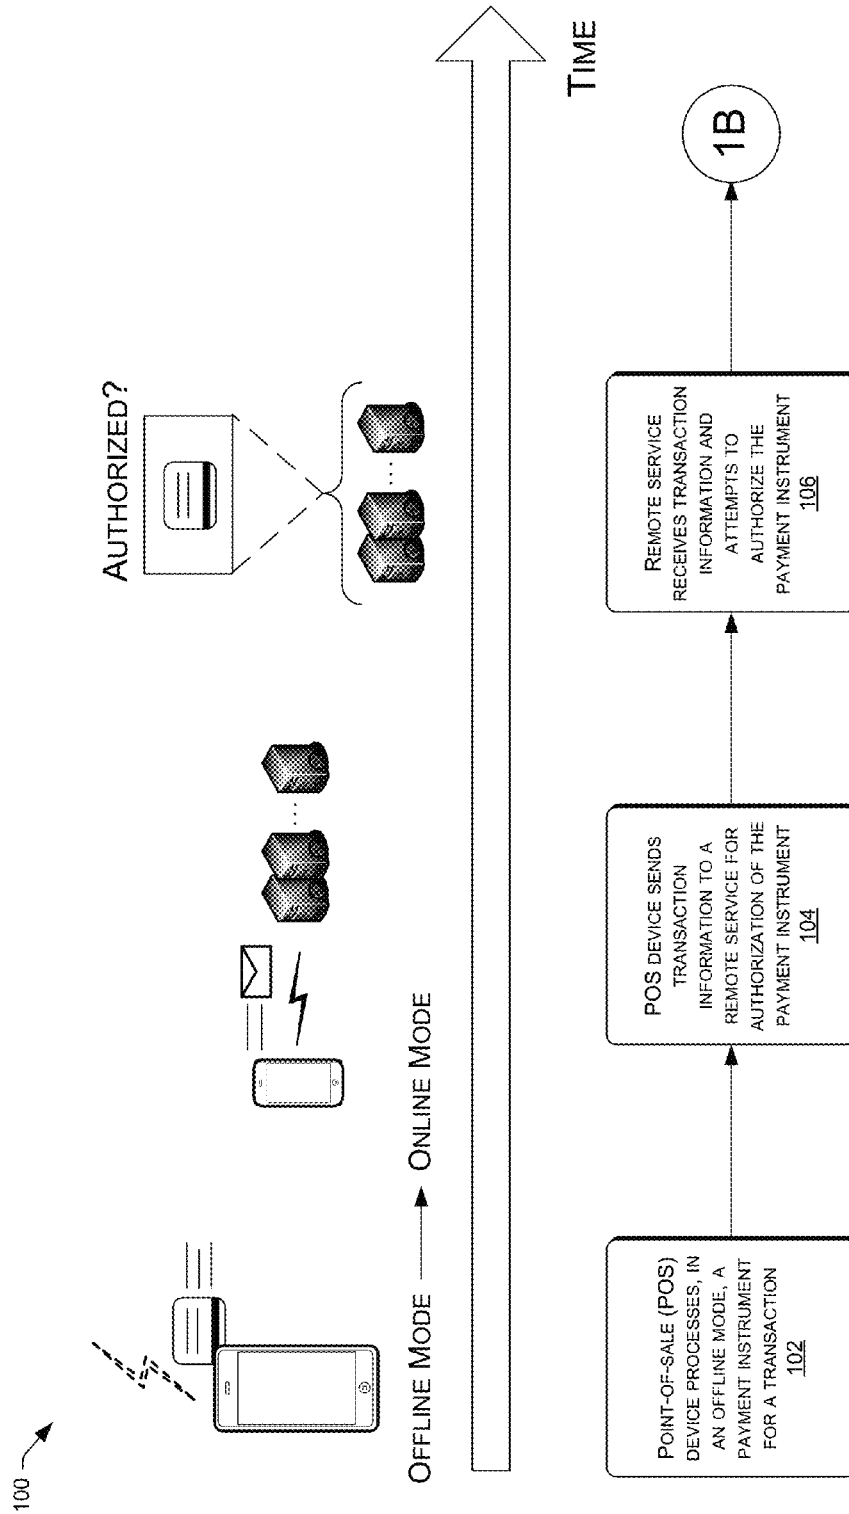 100
AUTHORIZED?
OFFLINE MODE
ONLINE MODE
TIME
POINT-OF-SALE (POS)
DEVICE PROCESSES, IN
AN OFFLINE MODE, A
PAYMENT INSTRUMENT
FOR A TRANSACTION
102
POS DEVICE SENDS
TRANSACTION
INFORMATION TO A
REMOTE SERVICE FOR
AUTHORIZATION OF THE
PAYMENT INSTRUMENT
104
REMOTE SERVICE
RECEIVES TRANSACTION
INFORMATION AND
ATTEMPTS TO
AUTHORIZE THE
PAYMENT INSTRUMENT
106
1B